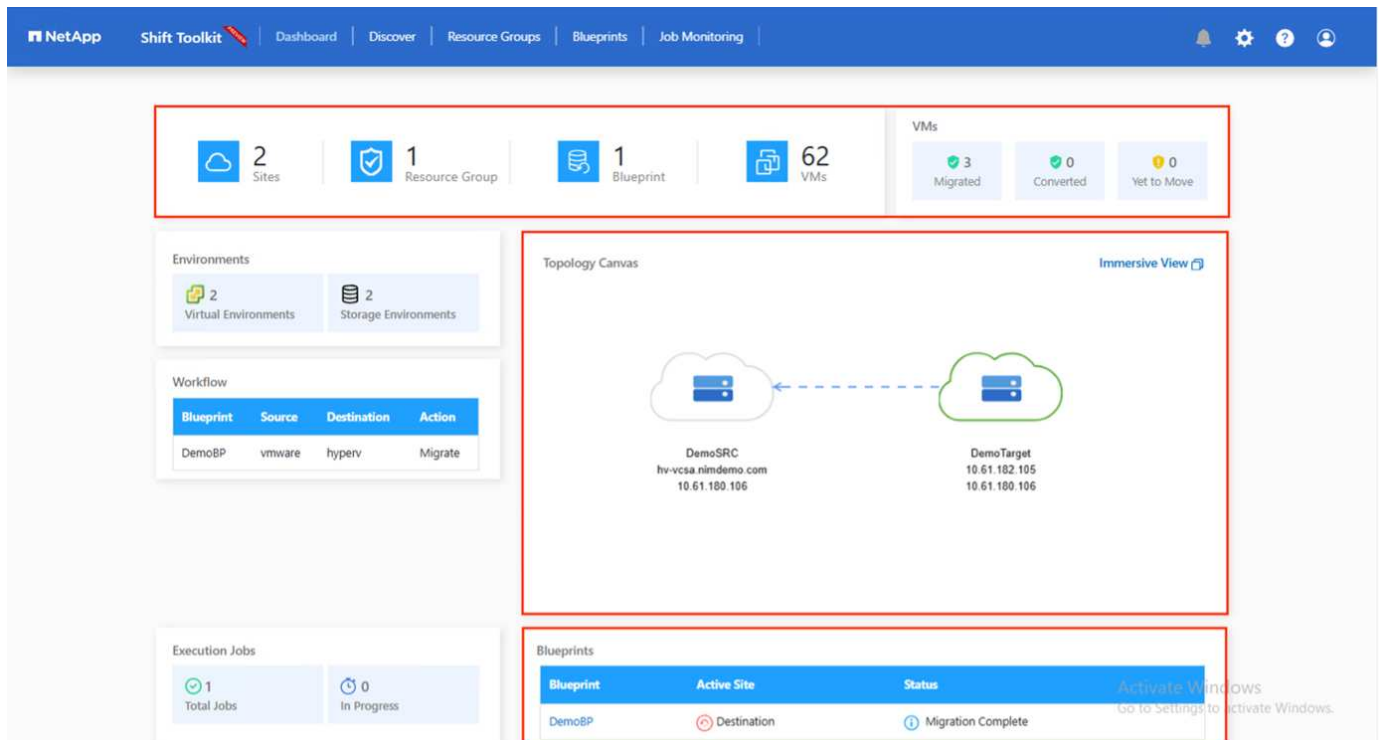 NetApp Shift Toolkit PREVIEW Dashboard Discover Resource Groups Blueprints Job Monitoring
2
Sites
1
Resource Group
1
Blueprint
62
VMs
VMs
3
Migrated
0
Converted
0
Yet to Move
Environments
2
Virtual Environments
2
Storage Environments
Topology Canvas
Immersive View
DemoSRC
hv-vcsa.nimdemo.com
10.61.180.106
DemoTarget
10.61.182.105
10.61.180.106
Workflow
Blueprint Source Destination Action
DemoBP vmware hyperv Migrate
Execution Jobs
1
Total Jobs
0
In Progress
Blueprints
Blueprint Active Site Status
DemoBP Destination Migration Complete
Activate Windows
Go to Settings to activate Windows.